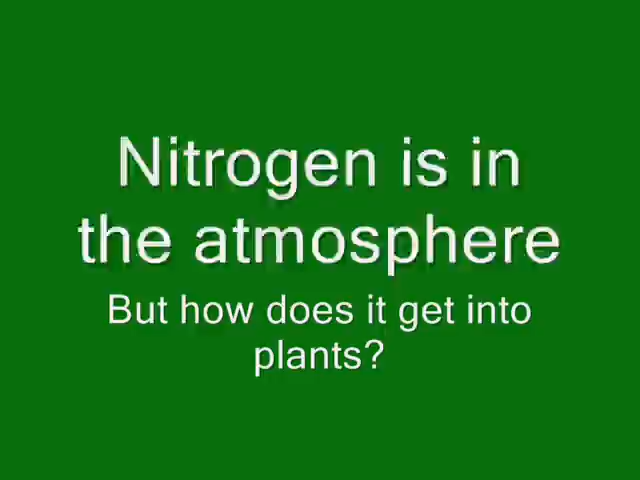 Nitrogen is in
the atmosphere
But how does it get into
plants?